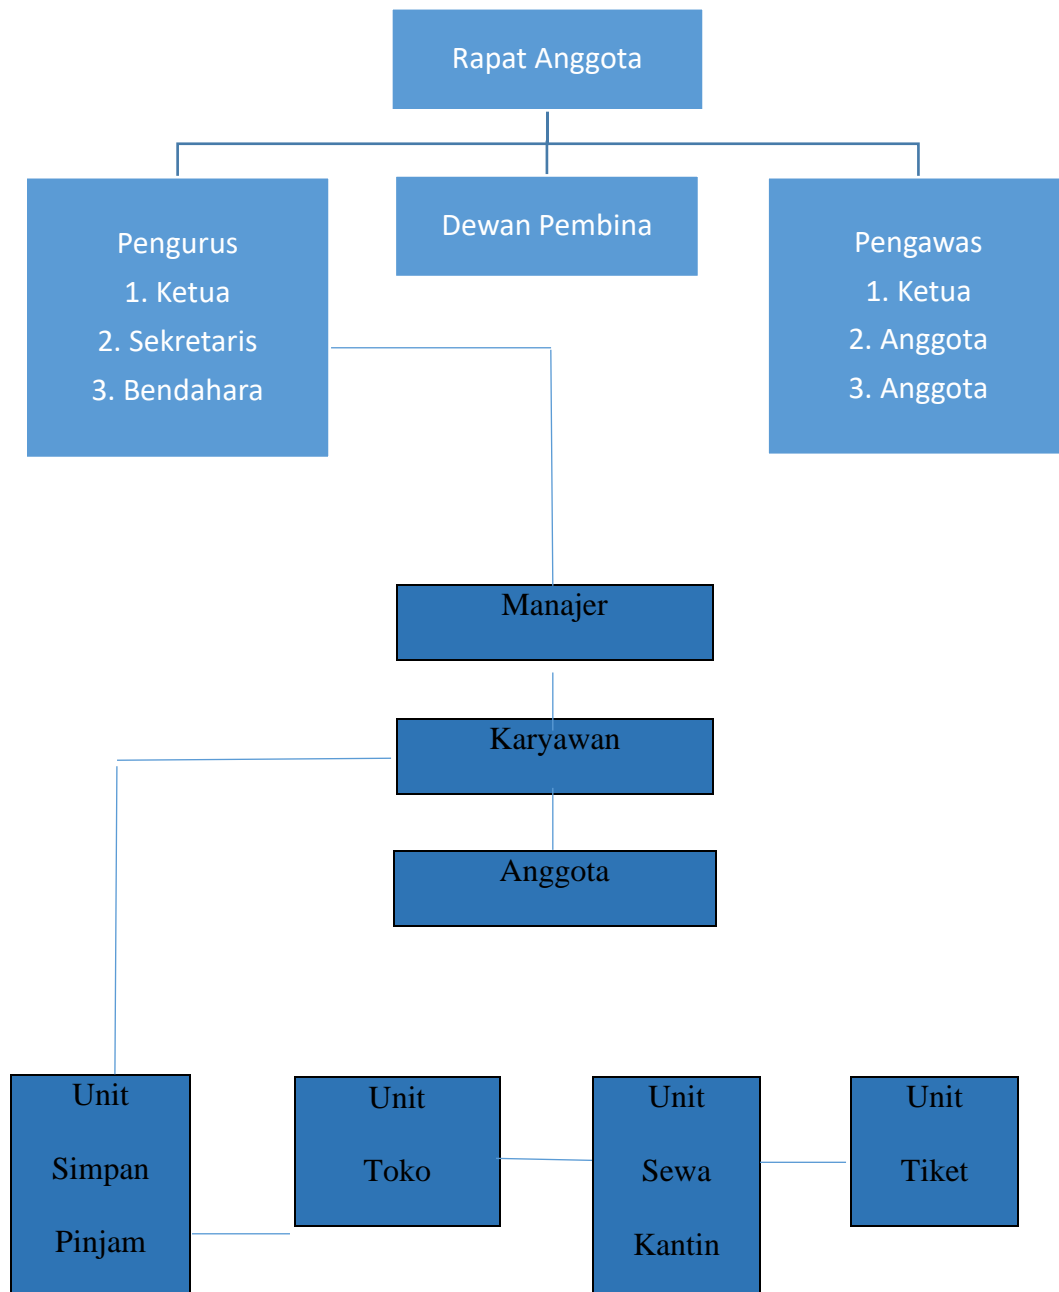 Rapat Anggota
Pengurus
1. Ketua
2. Sekretaris
3. Bendahara
Dewan Pembina
Pengawas
1. Ketua
2. Anggota
3. Anggota
Manajer
Karyawan
Anggota
Unit
Simpan
Pinjam
Unit
Toko
Unit
Sewa
Kantin
Unit
Tiket